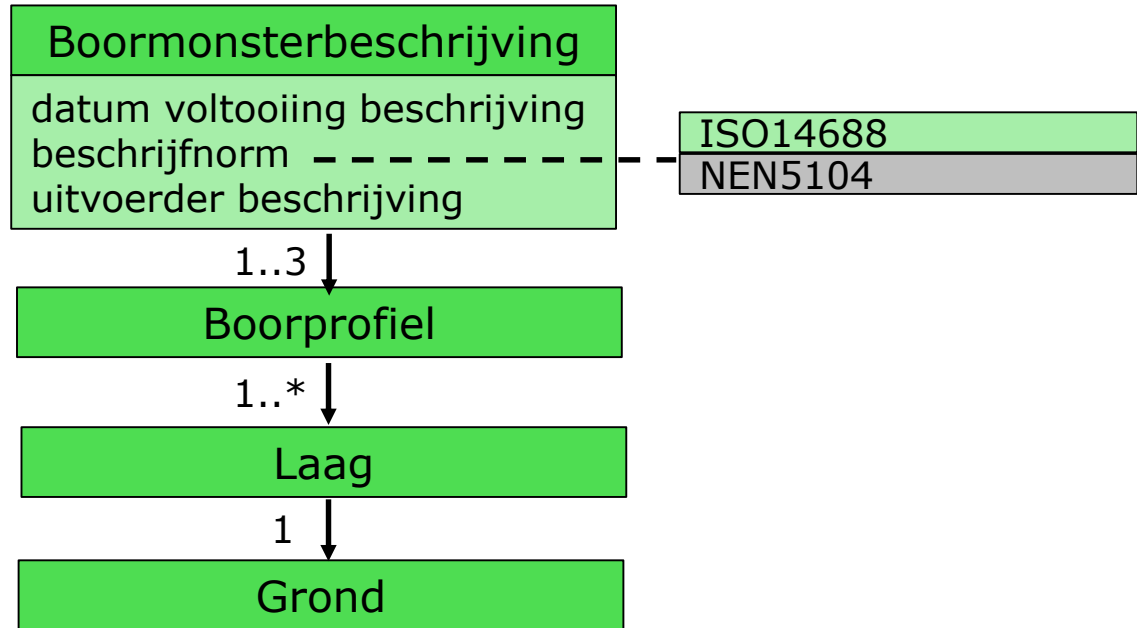 Boormonsterbeschrijving
datum voltooiing beschrijving
beschrijfnorm
uitvoerder beschrijving
ISO14688
NEN5104
1..3
Boorprofiel
1..*
Laag
1
Grond